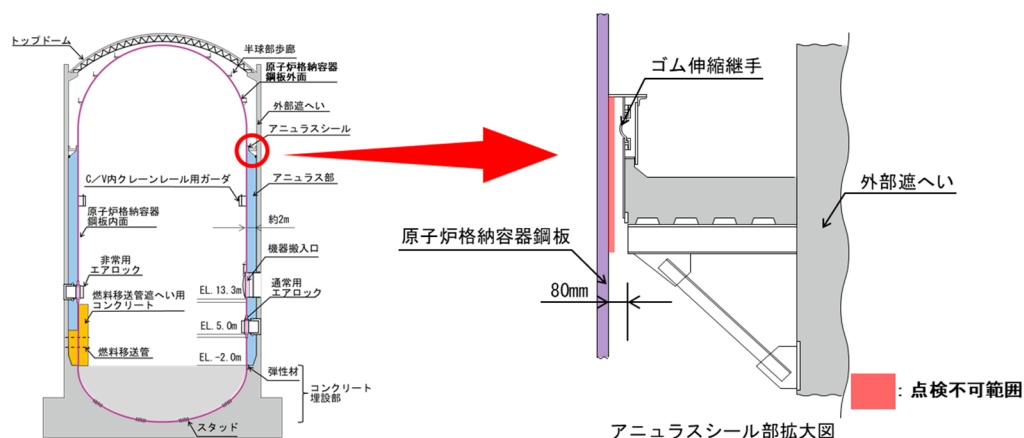 トップドーム
半球部歩廊
原子炉格納容器
鋼板外面
外部遮へい
アニュラスシール
C/V内クレーンレール用ガーダ
アニュラス部
原子炉格納容器
鋼板内面
約2m
機器搬入口
非常用
エアロック
通常用
エアロック
EL.13.3m
燃料移送管遮へい用
コンクリート
EL.5.0m
燃料移送管
EL.-2.0m
弾性材
コンクリート
埋設部
スタッド
ゴム伸縮継手
外部遮へい
原子炉格納容器鋼板
80mm
:点検不可範囲
アニュラスシール部拡大図